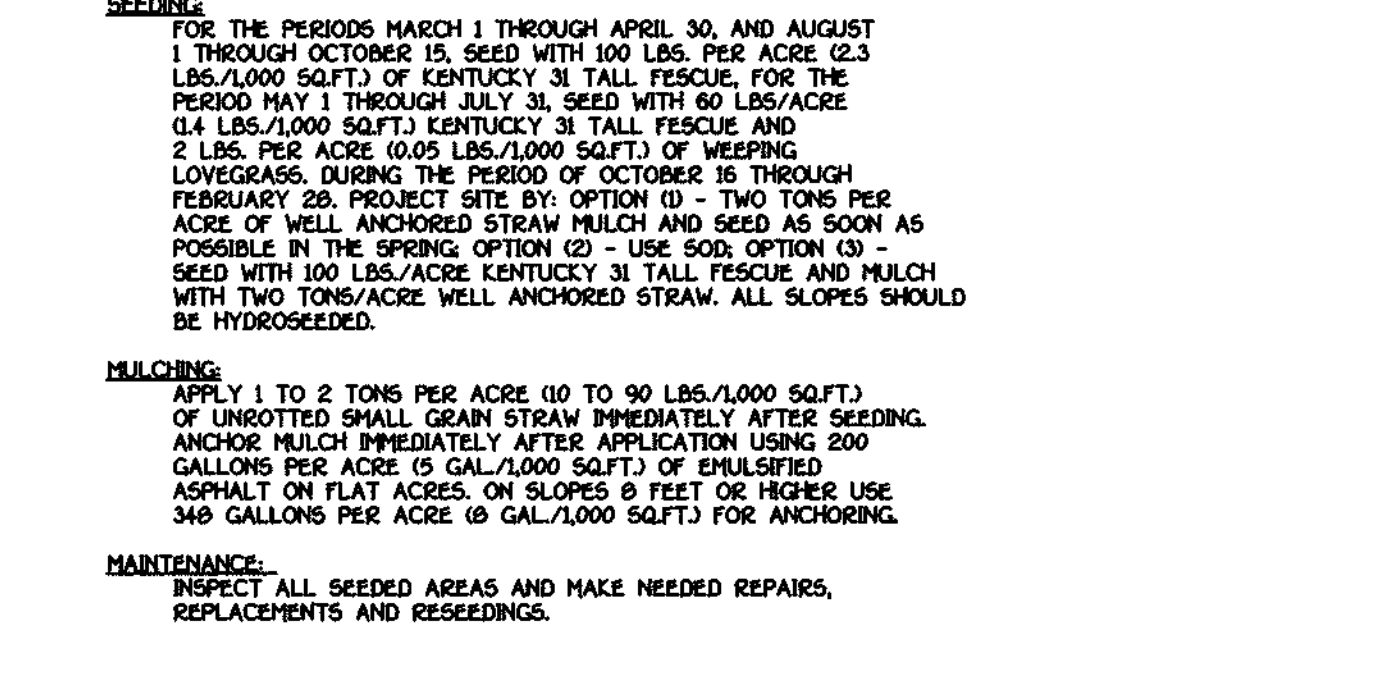 SEEDING:
FOR THE PERIODS MARCH 1 THROUGH APRIL 30, AND AUGUST
1 THROUGH OCTOBER 15, SEED WITH 100 LBS. PER ACRE (2.3
LBS./1,000 SQ.FT.) OF KENTUCKY 31 TALL FESCUE, FOR THE
PERIOD MAY 1 THROUGH JULY 31, SEED WITH 60 LBS/ACRE
(1.4 LBS./1,000 SQ.FT.) KENTUCKY 31 TALL FESCUE AND
2 LBS. PER ACRE (0.05 LBS./1,000 SQ.FT.) OF WEEPING
LOVEGRASS. DURING THE PERIOD OF OCTOBER 16 THROUGH
FEBRUARY 28. PROJECT SITE BY: OPTION (1) - TWO TONS PER
ACRE OF WELL ANCHORED STRAW MULCH AND SEED AS SOON AS
POSSIBLE IN THE SPRING; OPTION (2) - USE SOD; OPTION (3) -
SEED WITH 100 LBS./ACRE KENTUCKY 31 TALL FESCUE AND MULCH
WITH TWO TONS/ACRE WELL ANCHORED STRAW. ALL SLOPES SHOULD
BE HYDROSEEDED.
MULCHING:
APPLY 1 TO 2 TONS PER ACRE (10 TO 90 LBS./1,000 SQ.FT.)
OF UNROTTED SMALL GRAIN STRAW IMMEDIATELY AFTER SEEDING.
ANCHOR MULCH IMMEDIATELY AFTER APPLICATION USING 200
GALLONS PER ACRE (5 GAL./1,000 SQ.FT.) OF EMULSIFIED
ASPHALT ON FLAT ACRES. ON SLOPES 8 FEET OR HIGHER USE
348 GALLONS PER ACRE (8 GAL./1,000 SQ.FT.) FOR ANCHORING.
MAINTENANCE:
INSPECT ALL SEEDED AREAS AND MAKE NEEDED REPAIRS,
REPLACEMENTS AND RESEEDINGS.